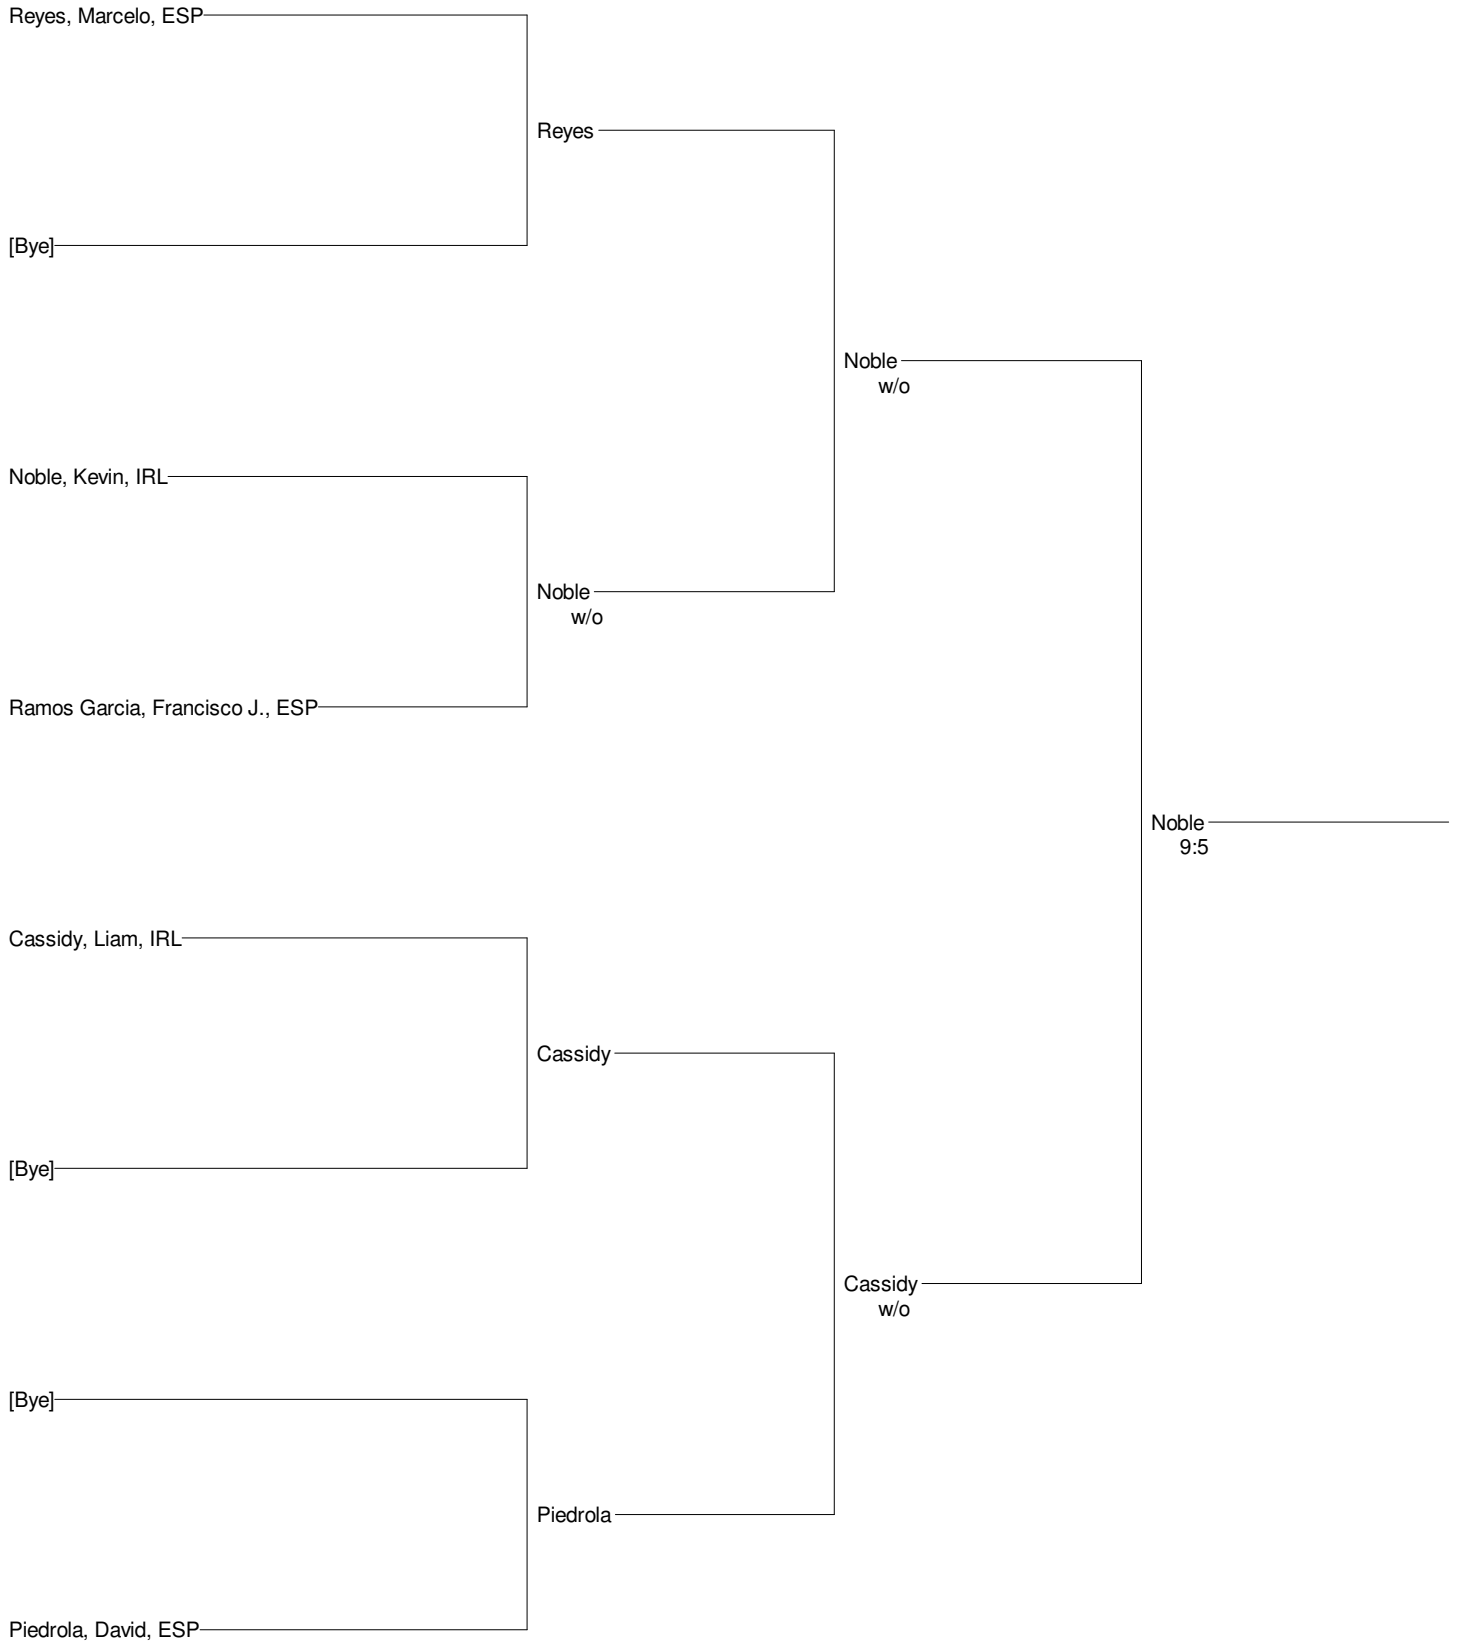 Reyes, Marcelo, ESP
Reyes
[Bye]
Noble
w/o
Noble, Kevin, IRL
Noble
w/o
Ramos Garcia, Francisco J., ESP
Noble
9:5
Cassidy, Liam, IRL
Cassidy
[Bye]
Cassidy
w/o
[Bye]
Piedrola
Piedrola, David, ESP